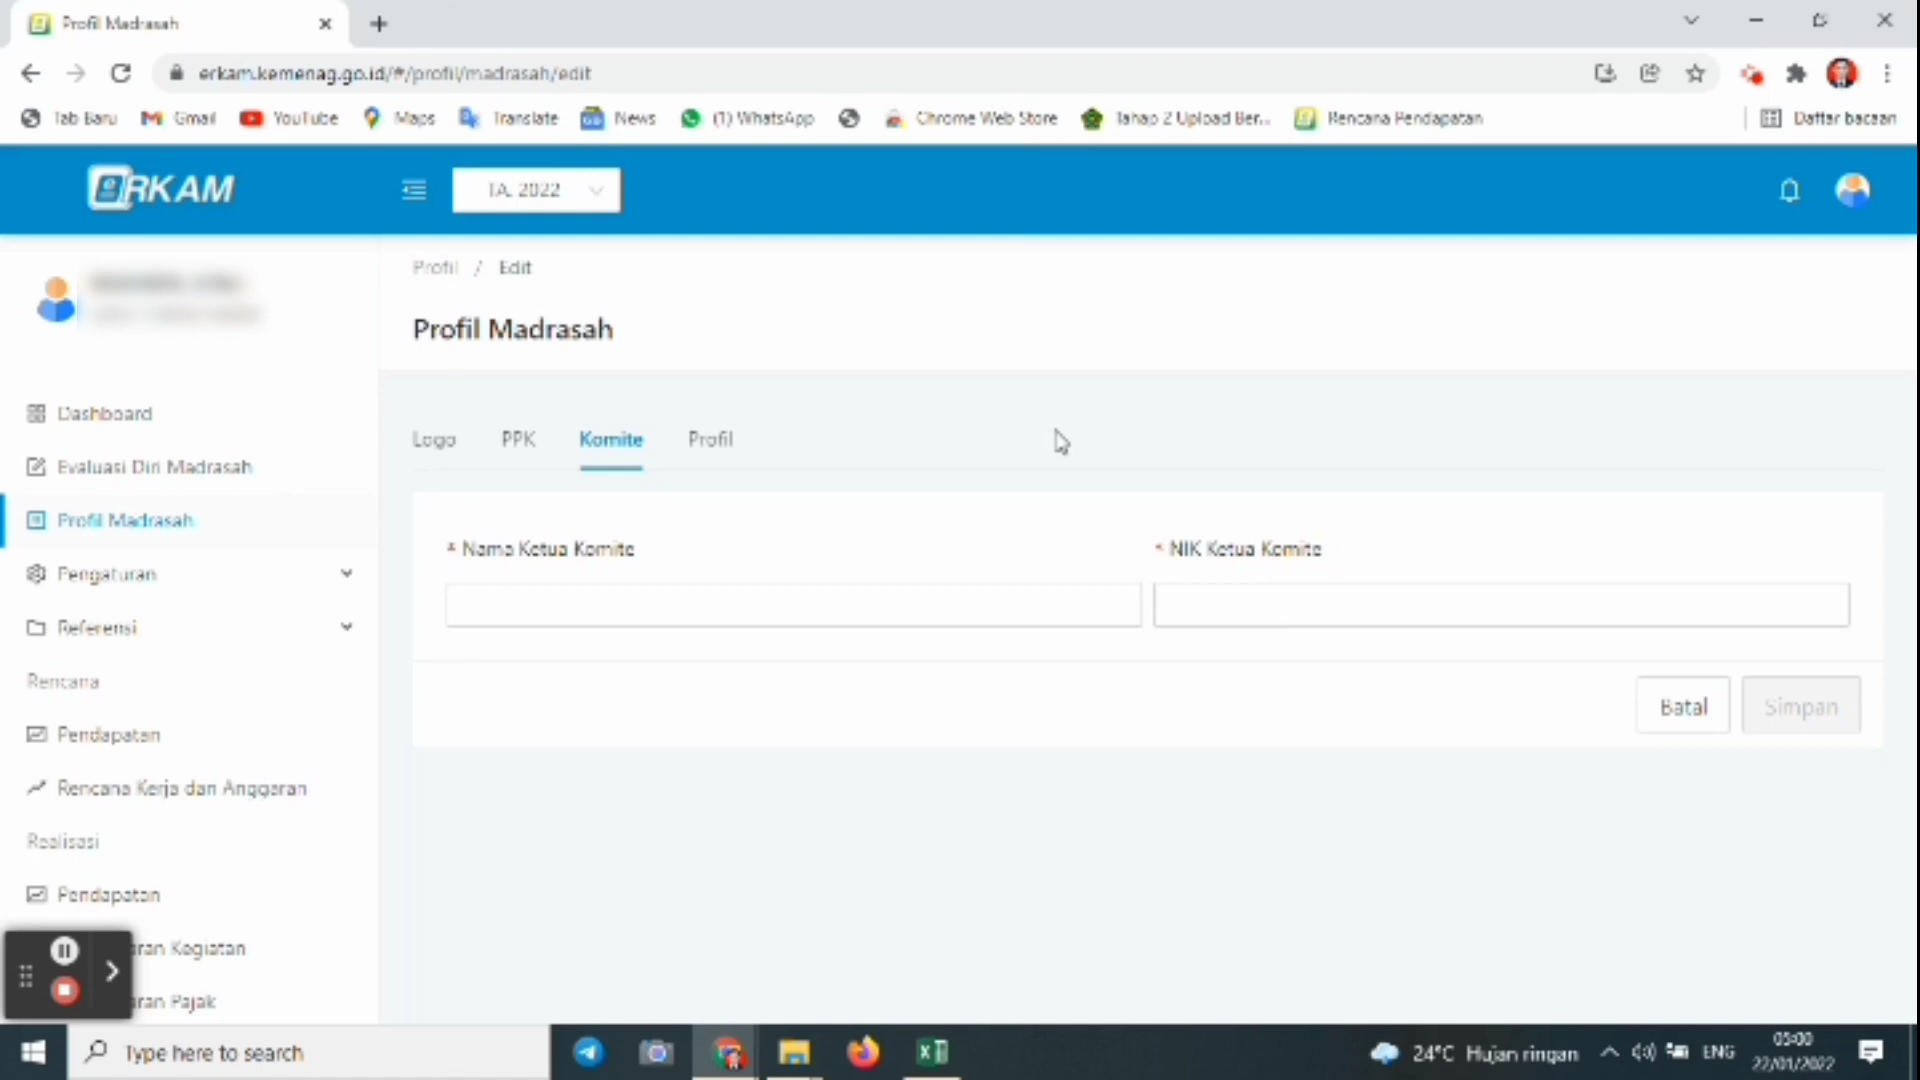 Profil Madrasah
erkam.kemenag.go.id/#/profil/madrasah/edit
Tab Baru Gmail YouTube Maps Translate News (1) WhatsApp Chrome Web Store Tahap 2 Upload Ber... Rencana Pendapatan Daftar bacaan
ERKAM TA. 2022
Profil / Edit
Profil Madrasah
Dashboard
Evaluasi Diri Madrasah
Profil Madrasah
Pengaturan
Referensi
Rencana
Pendapatan
Rencana Kerja dan Anggaran
Realisasi
Pendapatan
aran Kegiatan
aran Pajak
Logo PPK Komite Profil
* Nama Ketua Komite * NIK Ketua Komite
Batal Simpan
Type here to search 24°C Hujan ringan ENG 05:00
22/01/2022